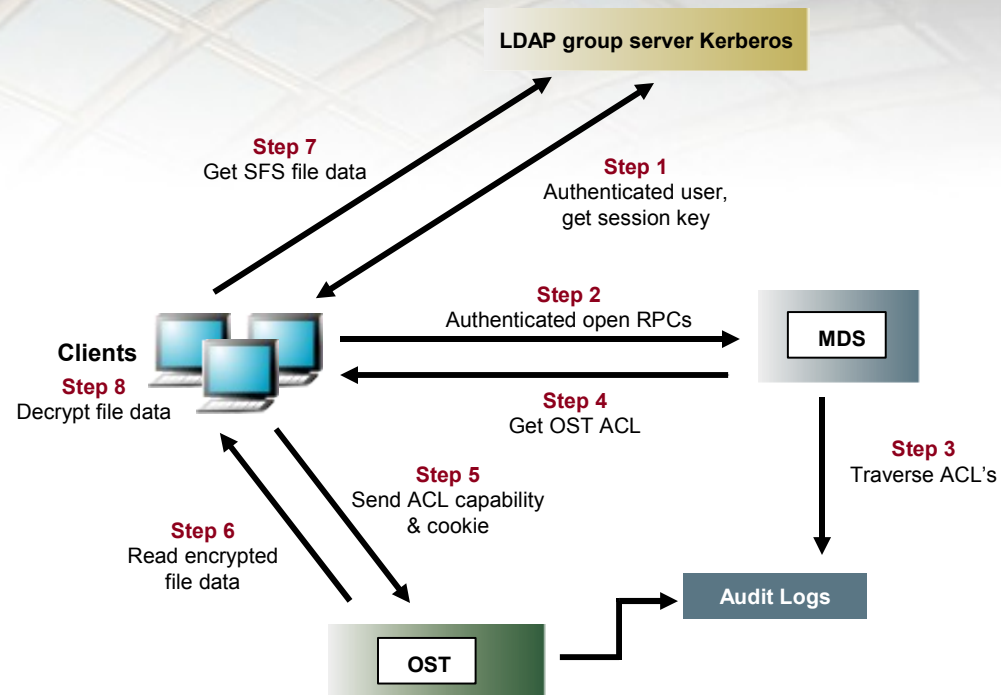 LDAP group server Kerberos
Step 7
Get SFS file data
Step 1
Authenticated user,
get session key
Step 2
Authenticated open RPCs
MDS
Clients
Step 8
Decrypt file data
Step 4
Get OST ACL
Step 3
Traverse ACL's
Step 5
Send ACL capability
& cookie
Step 6
Read encrypted
file data
Audit Logs
OST